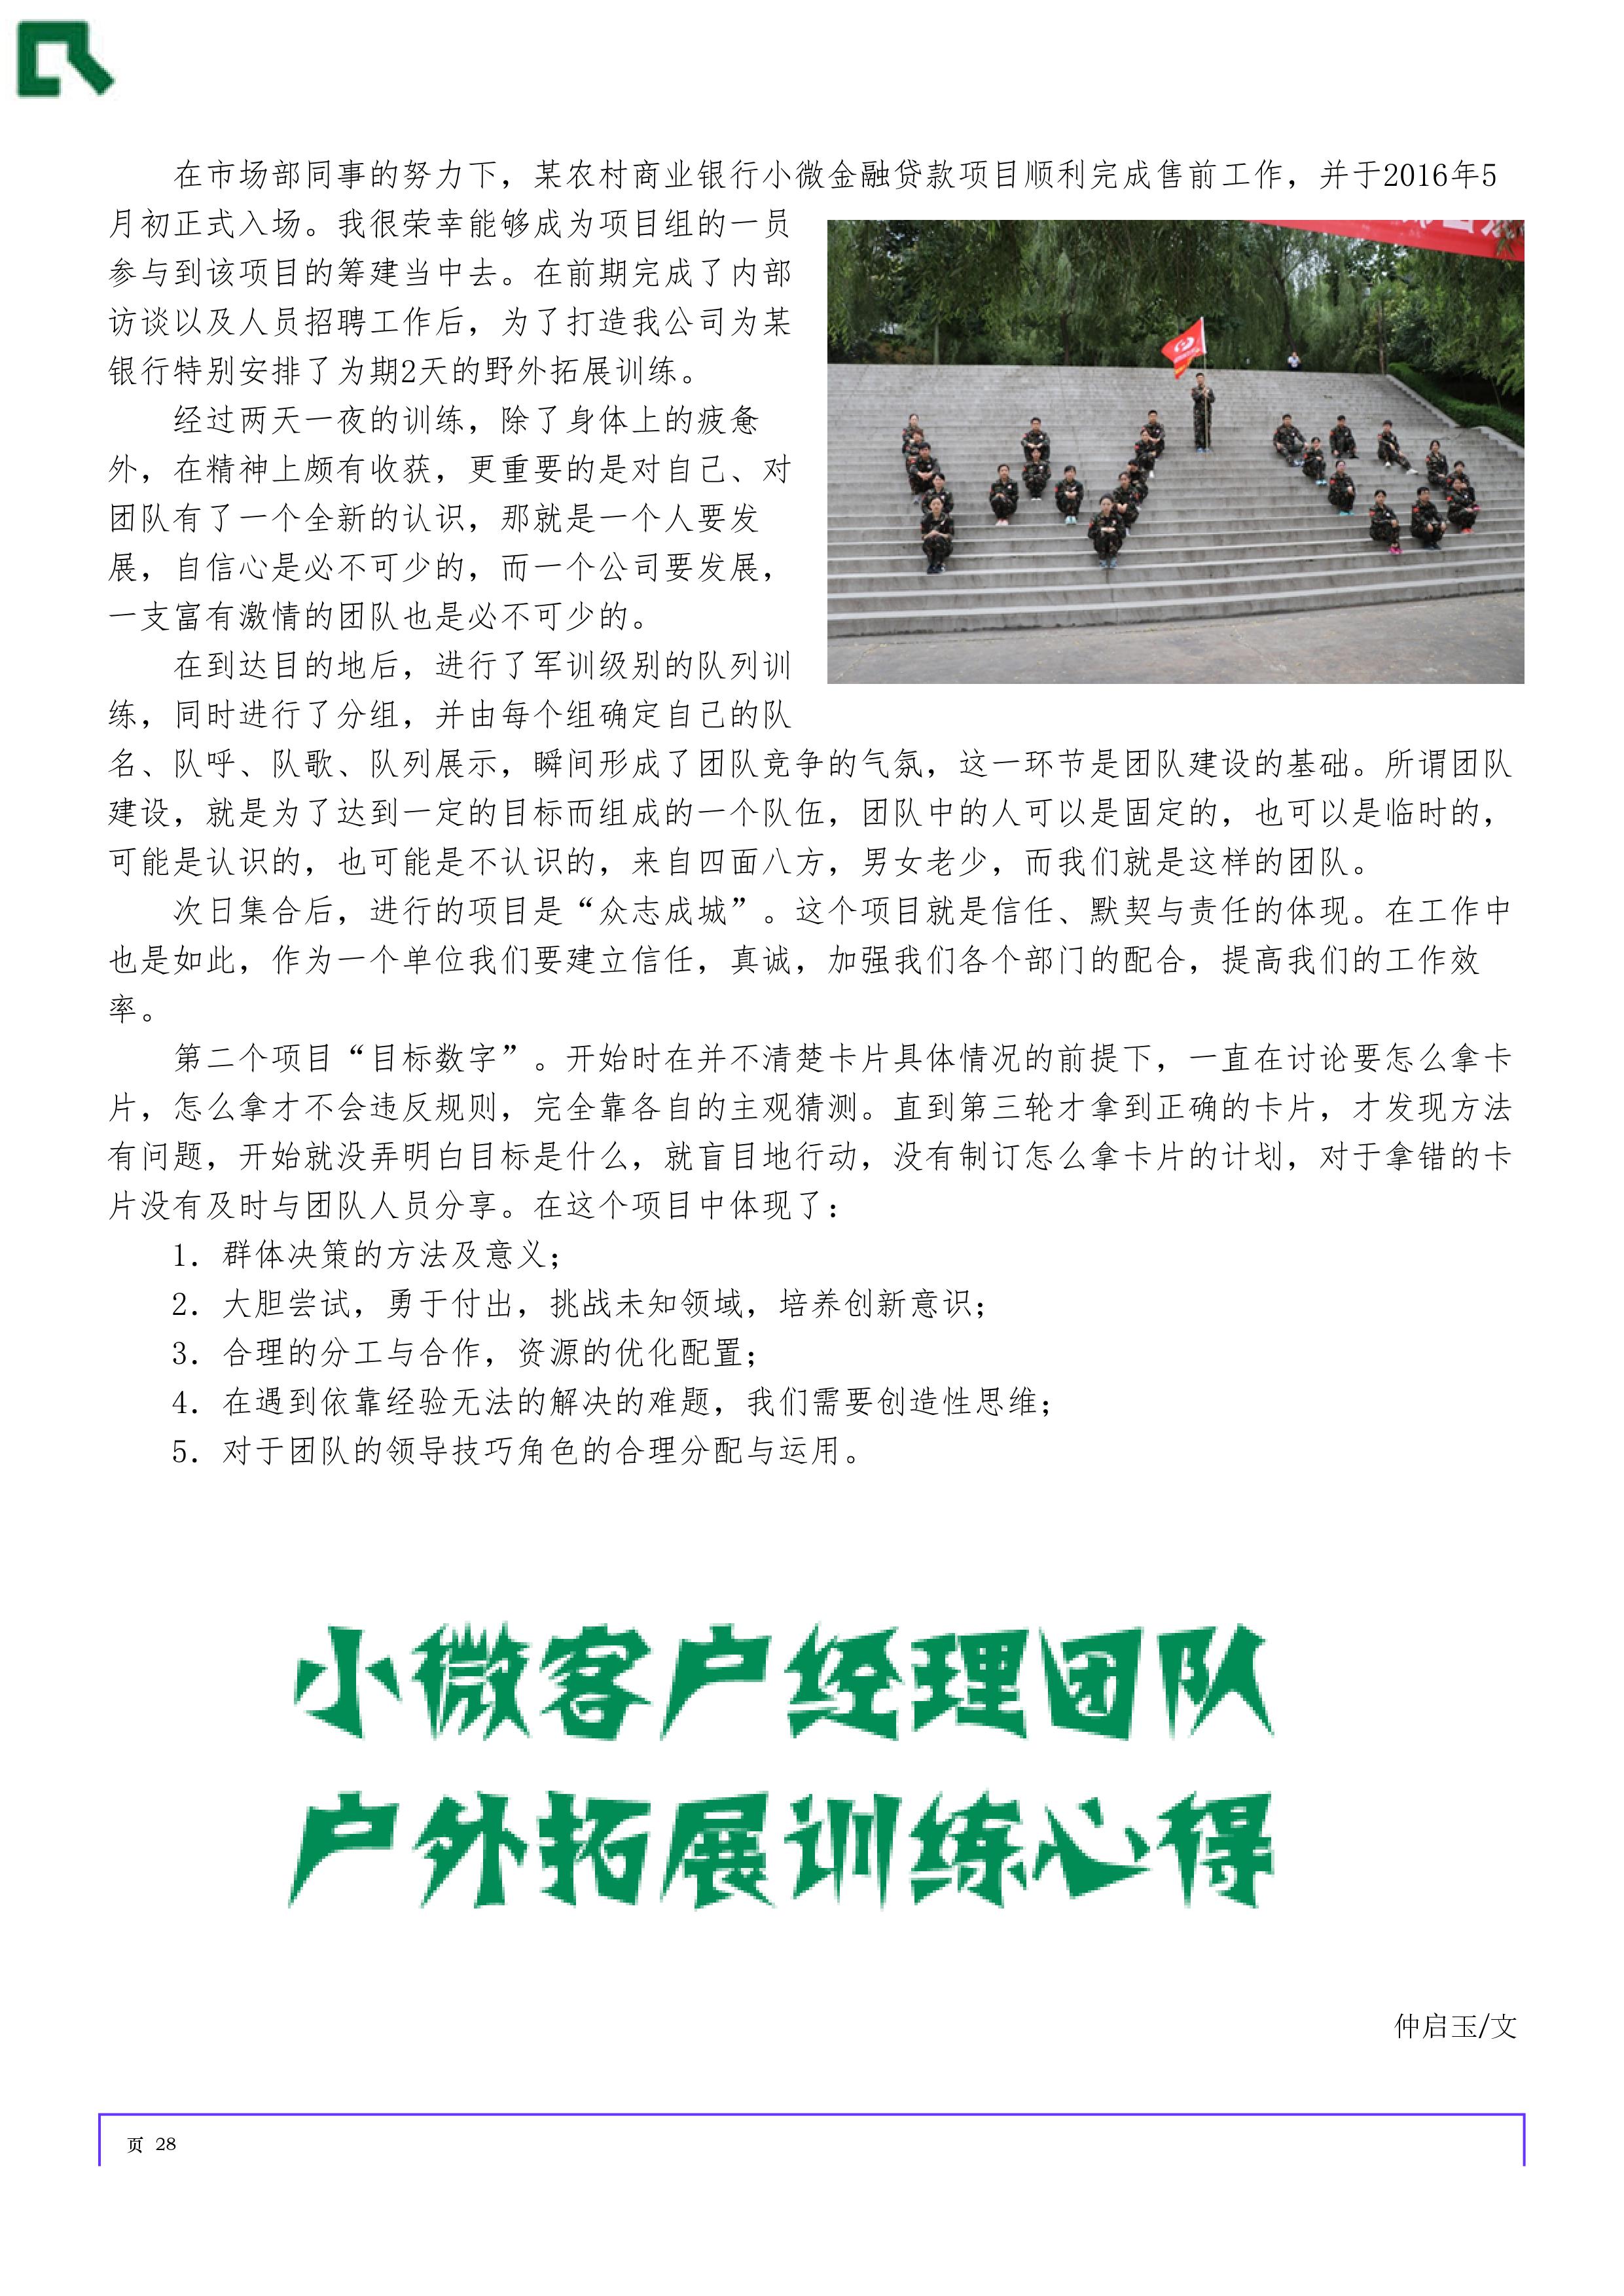 在市场部同事的努力下，某农村商业银行小微金融贷款项目顺利完成售前工作，并于2016年5
月初正式入场。我很荣幸能够成为项目组的一员
参与到该项目的筹建当中去。在前期完成了内部
访谈以及人员招聘工作后，为了打造我公司为某
银行特别安排了为期2天的野外拓展训练。
经过两天一夜的训练，除了身体上的疲惫
外，在精神上颇有收获，更重要的是对自己、对
团队有了一个全新的认识，那就是一个人要发
展，自信心是必不可少的，而一个公司要发展，
一支富有激情的团队也是必不可少的。
在到达目的地后，进行了军训级别的队列训
练，同时进行了分组，并由每个组确定自己的队
名、队呼、队歌、队列展示，瞬间形成了团队竞争的气氛，这一环节是团队建设的基础。所谓团队
建设，就是为了达到一定的目标而组成的一个队伍，团队中的人可以是固定的，也可以是临时的，
可能是认识的，也可能是不认识的，来自四面八方，男女老少，而我们就是这样的团队。
次日集合后，进行的项目是“众志成城”。这个项目就是信任、默契与责任的体现。在工作中
也是如此，作为一个单位我们要建立信任，真诚，加强我们各个部门的配合，提高我们的工作效
率。
第二个项目“目标数字”。开始时在并不清楚卡片具体情况的前提下，一直在讨论要怎么拿卡
片，怎么拿才不会违反规则，完全靠各自的主观猜测。直到第三轮才拿到正确的卡片，才发现方法
有问题，开始就没弄明白目标是什么，就盲目地行动，没有制订怎么拿卡片的计划，对于拿错的卡
片没有及时与团队人员分享。在这个项目中体现了：
1．群体决策的方法及意义；
2．大胆尝试，勇于付出，挑战未知领域，培养创新意识；
3．合理的分工与合作，资源的优化配置；
4．在遇到依靠经验无法的解决的难题，我们需要创造性思维；
5．对于团队的领导技巧角色的合理分配与运用。
小微客户经理团队
户外拓展训练心得
仲启玉/文
页 28